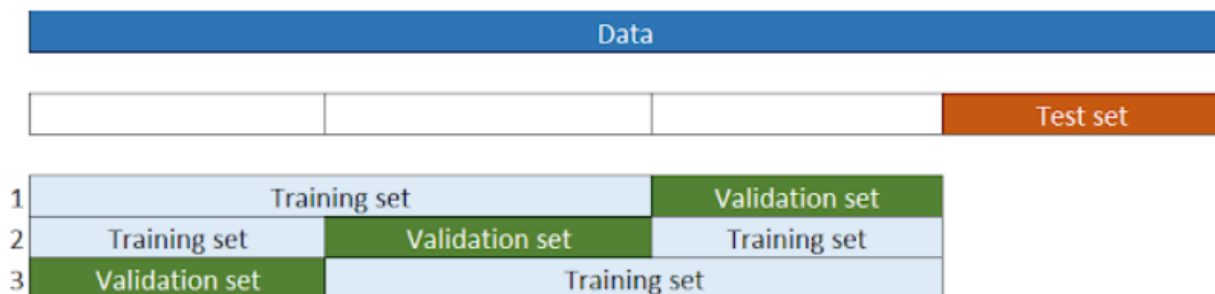 Data
Test set
1 Training set Validation set
2 Training set Validation set Training set
3 Validation set Training set